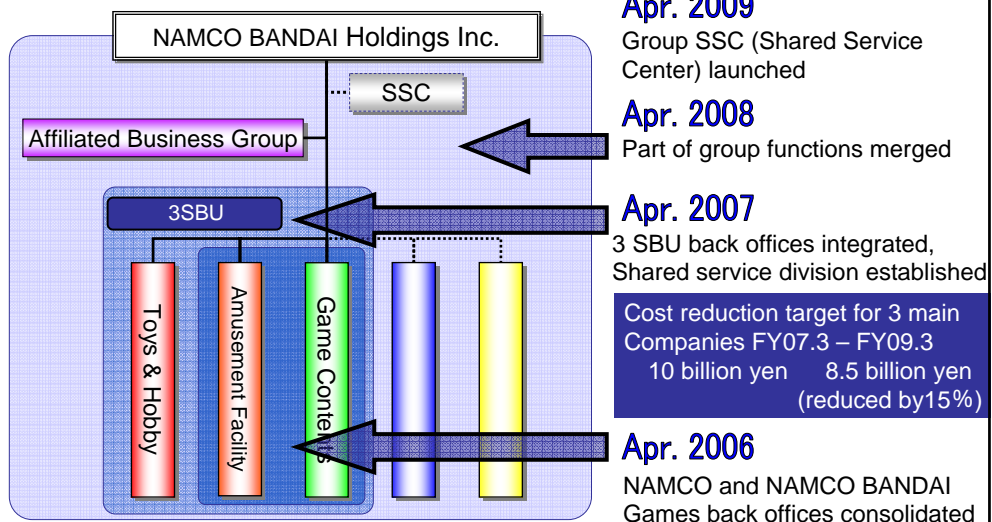 NAMCO BANDAI Holdings Inc.
SSC
Affiliated Business Group
3SBU
Toys & Hobby
Amusement Facility
Game Contents
Apr. 2009
Group SSC (Shared Service
Center) launched
Apr. 2008
Part of group functions merged
Apr. 2007
3 SBU back offices integrated,
Shared service division established
Cost reduction target for 3 main
Companies FY07.3 – FY09.3
10 billion yen 8.5 billion yen
(reduced by15%)
Apr. 2006
NAMCO and NAMCO BANDAI
Games back offices consolidated